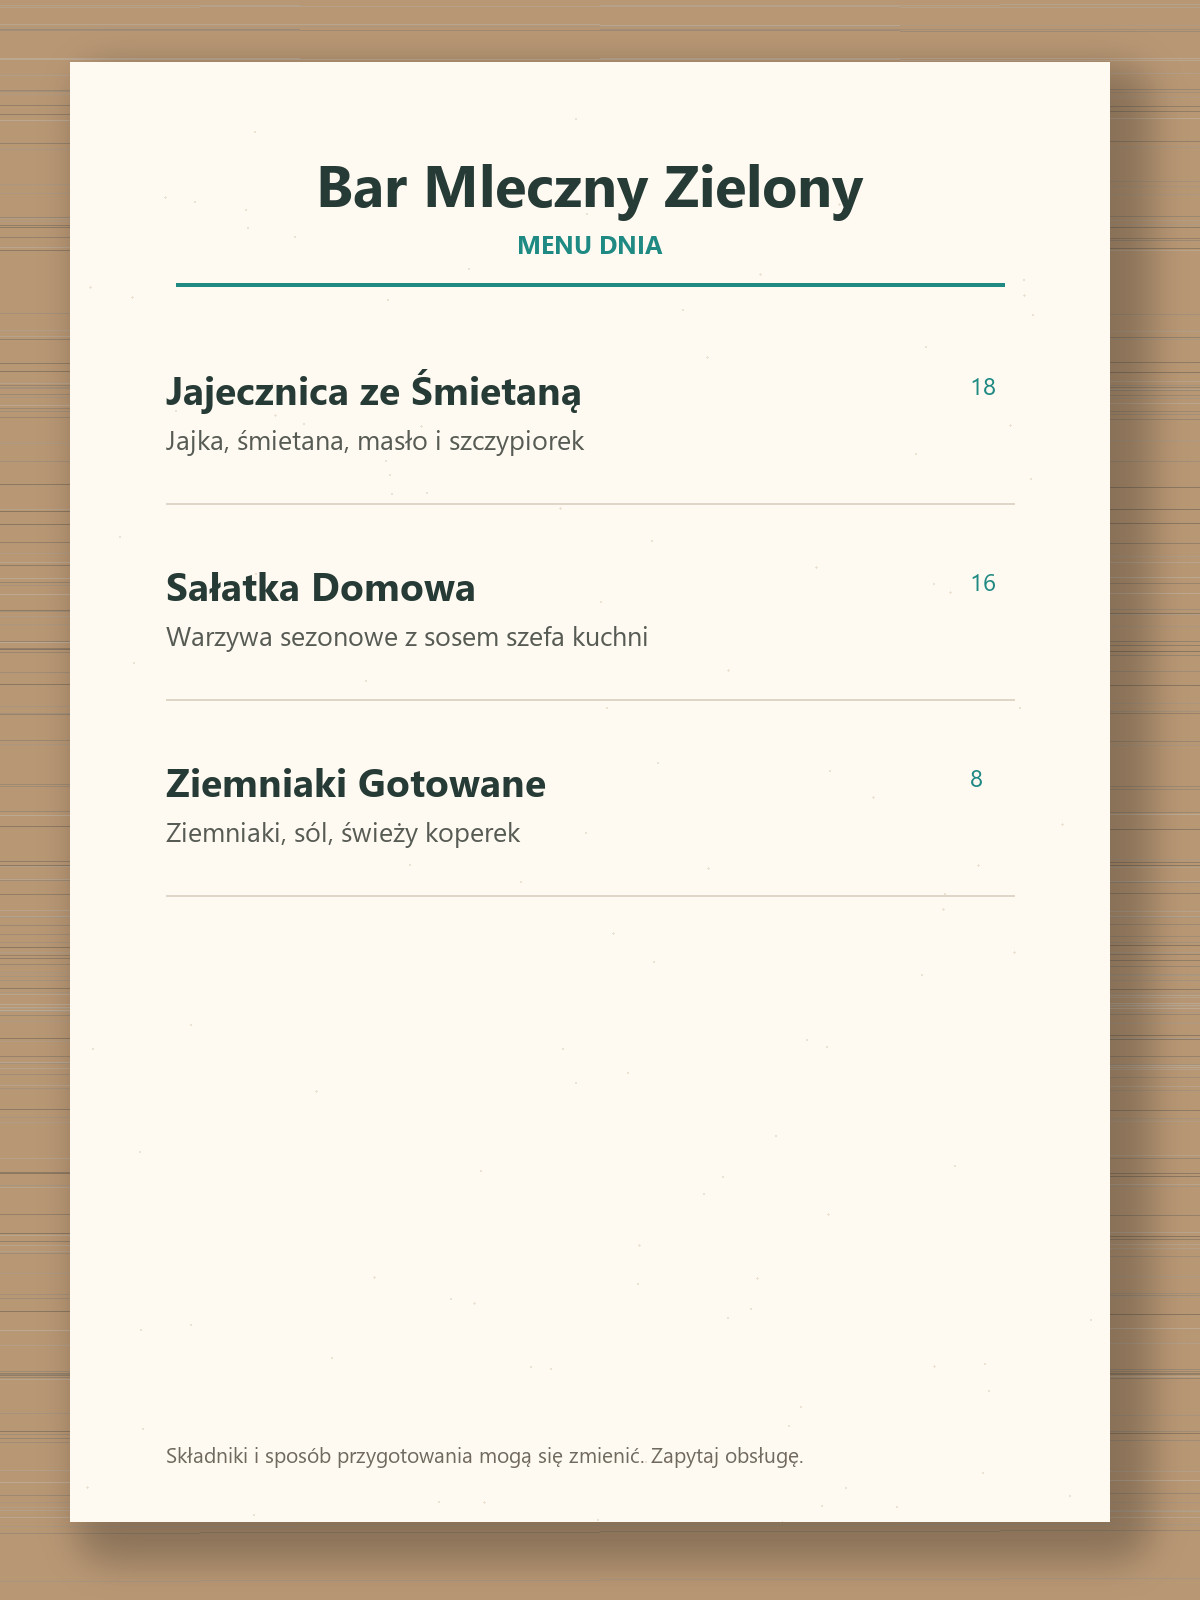 Bar Mleczny Zielony
MENU DNIA
Jajecznica ze Śmietaną 18
Jajka, śmietana, masło i szczypiorek
Sałatka Domowa 16
Warzywa sezonowe z sosem szefa kuchni
Ziemniaki Gotowane 8
Ziemniaki, sól, świeży koperek
Składniki i sposób przygotowania mogą się zmienić. Zapytaj obsługę.